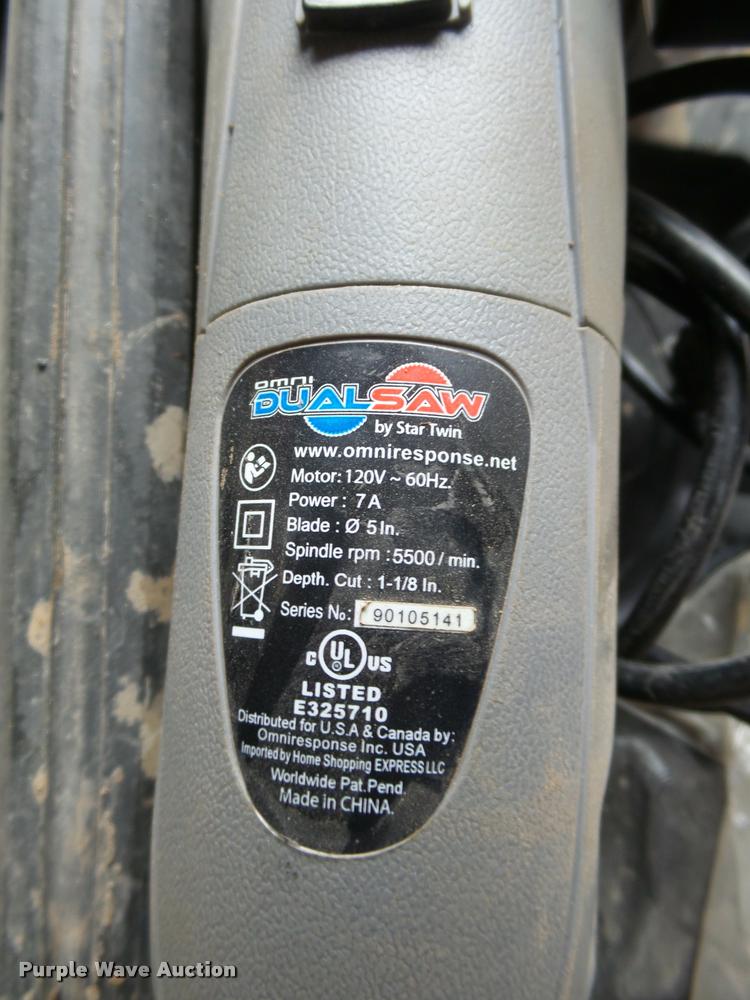 omni
DUALSAW
by Star Twin
www.omniresponse.net
Motor: 120V ~ 60Hz.
Power : 7 A
Blade : Ø 5 In.
Spindle rpm : 5500 / min.
Depth. Cut : 1-1/8 In.
Series No: 90105141
C UL US
LISTED
E325710
Distributed for U.S.A & Canada by:
Omniresponse Inc. USA
Imported by Home Shopping EXPRESS LLC
Worldwide Pat.Pend.
Made in CHINA.
Purple Wave Auction